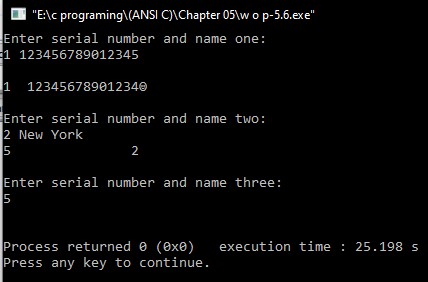 "E:\c programing\(ANSI C)\Chapter 05\w o p-5.6.exe"
Enter serial number and name one:
1 123456789012345
1  12345678901234☺
Enter serial number and name two:
2 New York
5               2
Enter serial number and name three:
5
Process returned 0 (0x0)   execution time : 25.198 s
Press any key to continue.